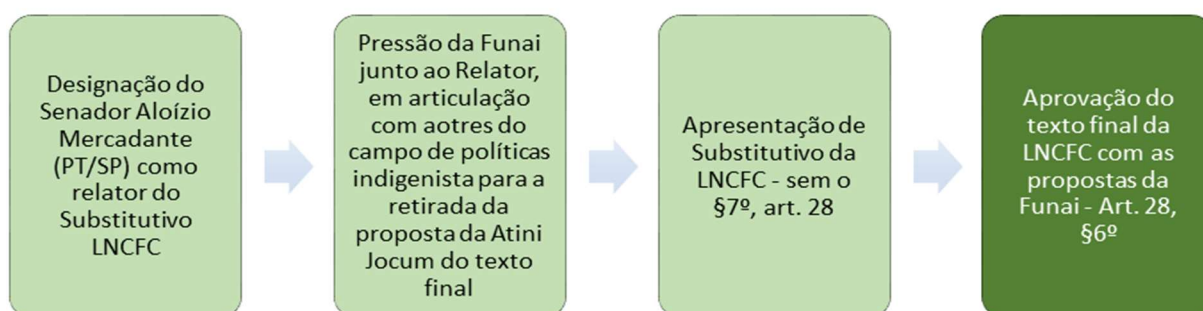 Designação do
Senador Aloízio
Mercadante
(PT/SP) como
relator do
Substitutivo
LNCFC
Pressão da Funai
junto ao Relator,
em articulação
com aotres do
campo de políticas
indigenista para a
retirada da
proposta da Atini
Jocum do texto
final
Apresentação de
Substitutivo da
LNCFC - sem o
§7º, art. 28
Aprovação do
texto final da
LNCFC com as
propostas da
Funai - Art. 28,
§6º